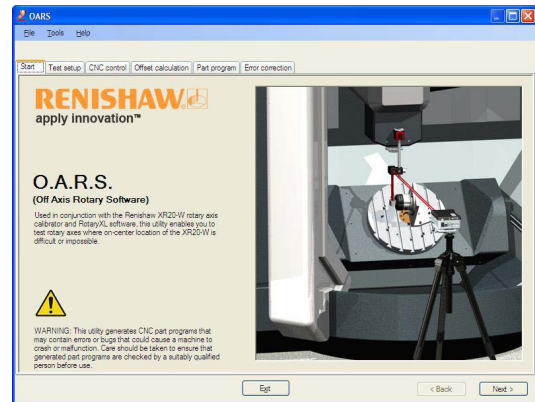 OARS
File Tools Help
Start Test setup CNC control Offset calculation Part program Error correction
RENISHAW.
apply innovation™
O.A.R.S.
(Off Axis Rotary Software)
Used in conjunction with the Renishaw XR20-W rotary axis
calibrator and RotaryXL software, this utility enables you to
test rotary axes where on-center location of the XR20-W is
difficult or impossible.
WARNING: This utility generates CNC part programs that
may contain errors or bugs that could cause a machine to
crash or malfunction. Care should be taken to ensure that
generated part programs are checked by a suitably qualified
person before use.
Exit < Back Next >